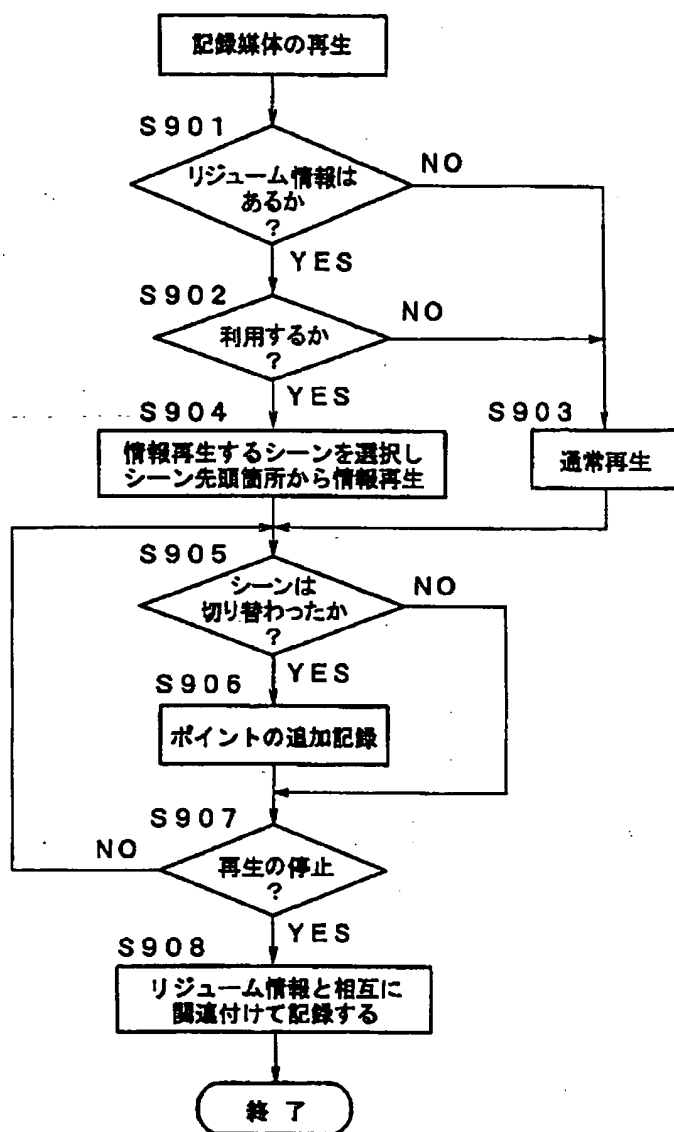 記録媒体の再生
S901
リジューム情報は
あるか
?
NO
YES
S902
利用するか
?
NO
YES
S904
情報再生するシーンを選択し
シーン先頭箇所から情報再生
S903
通常再生
S905
シーンは
切り替わったか
?
NO
YES
S906
ポイントの追加記録
S907
再生の停止
?
NO
YES
S908
リジューム情報と相互に
関連付けて記録する
終了